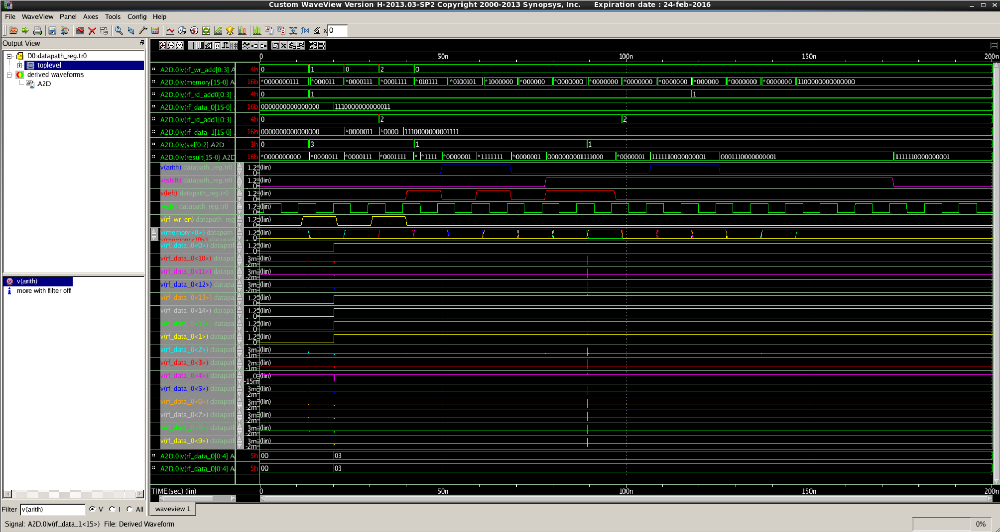 Custom WaveView Version H-2013.03-SP2 Copyright 2000-2013 Synopsys, Inc. Expiration date : 24-feb-2016
File WaveView Panel Axes Tools Config Help
x 0
Output View
D0:datapath_reg.tr0
toplevel
derived waveforms
A2D
v(arith)
more with filter off
Filter v(arith) V I All
0 50n 100n 150n 200n
A2D.0|v(rf_wr_add[0:3] A 4h 0 1 0 2 0
A2D.0|v(memory[15-0] A 16b *0000000111 *000011 *0000111 *0001111 *010111 *0100101 *1000000 *000000 *0000000 *0000000 *0000000 *0000000 *000000 *0000000 *0000000 1100000000000000
A2D.0|v(rf_rd_add0[0:3] 4h 0 1 1
A2D.0|v(rf_data_0[15-0] 16b 0000000000000000 1110000000000011
A2D.0|v(rf_rd_add1[0:3] 4h 0 2 2
A2D.0|v(rf_data_1[15-0] 16b 0000000000000000 *0000011 *0000 1110000000001111
A2D.0|v(sel[0:2] A2D 3h 0 3 1 1
A2D.0|v(result[15-0] A2D 16b *0000000000 *0000011 *0000111 *0001111 * *1111 *0000001 *1111111 *0000001 0000000001111000 *0000001 1111110000000001 0001110000000001 1111110000000001
v(arith) datapath_reg.tr0 1.2 0 (lin)
v(shift) datapath_reg.tr0 1.2 0 (lin)
v(left) datapath_reg.tr0 1.2 0 (lin)
datapath_reg.tr0 1.2 0 (lin)
v(rf_wr_en) datapath_reg 1.2 0 (lin)
v(memory<0>) datapath_ 1.2 0 (lin)
v(memory<10>) datapath
v(rf_data_0<0>) datapa 1.2 0 (lin)
v(rf_data_0<10>) datapa 3m -2m (lin)
v(rf_data_0<11>) datapa 3m -2m (lin)
v(rf_data_0<12>) datapa 3m -2m (lin)
v(rf_data_0<13>) datapa 1.2 0 (lin)
v(rf_data_0<14>) datapa 1.2 0 (lin)
v(rf_data_0<15>) datapa 1.2 0 (lin)
v(rf_data_0<1>) datapatl 1.2 0 (lin)
v(rf_data_0<2>) datapatl 3m -1m (lin)
v(rf_data_0<3>) datapatl 2m -1m (lin)
v(rf_data_0<4>) datapatl 0 -15m (lin)
v(rf_data_0<5>) datapatl 3m -2m (lin)
v(rf_data_0<6>) datapatl 3m -2m (lin)
v(rf_data_0<7>) datapatl 3m -2m (lin)
v(rf_data_0<8>) datapatl 3m -2m (lin)
v(rf_data_0<9>) datapatl 3m -2m (lin)
A2D.0|v(rf_data_0[0:4] A 5h 00 03
A2D.0|v(rf_data_0[0:4] A 5h 00 03
TIME(sec) (lin) 0 50n 100n 150n 200n
waveview 1
Signal: A2D.0|v(rf_data_1<15>) File: Derived Waveform 0%